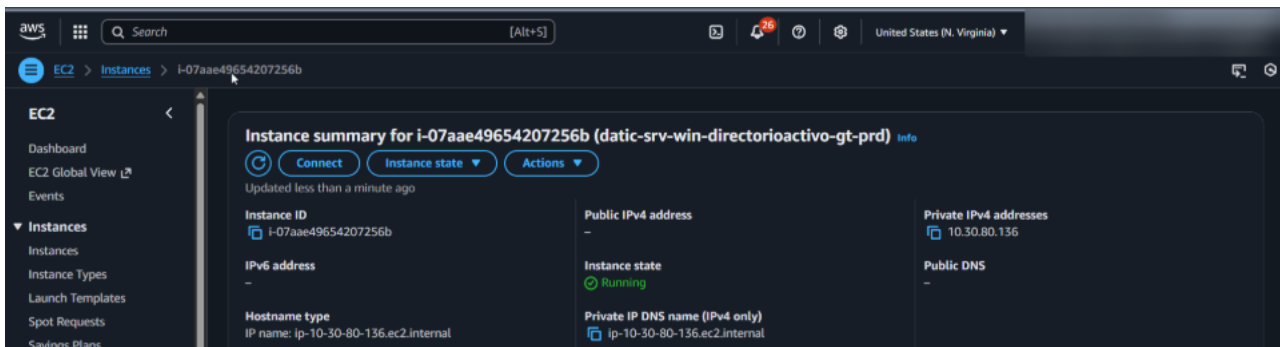 aws
Search [Alt+S]
26
United States (N. Virginia)
EC2 > Instances > i-07aae49654207256b
EC2
Dashboard
EC2 Global View
Events
Instances
Instances
Instance Types
Launch Templates
Spot Requests
Savings Plans
Instance summary for i-07aae49654207256b (datic-srv-win-directorioactivo-gt-prd) Info
Connect Instance state Actions
Updated less than a minute ago
Instance ID
i-07aae49654207256b
Public IPv4 address
–
Private IPv4 addresses
10.30.80.136
IPv6 address
–
Instance state
Running
Public DNS
–
Hostname type
IP name: ip-10-30-80-136.ec2.internal
Private IP DNS name (IPv4 only)
ip-10-30-80-136.ec2.internal